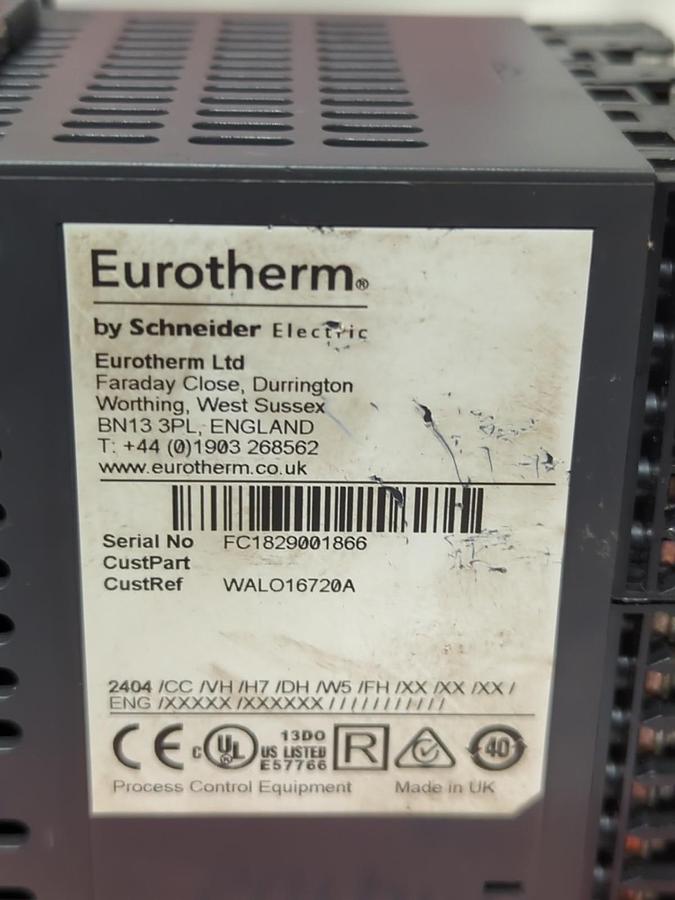 Eurotherm®
by Schneider Electric
Eurotherm Ltd
Faraday Close, Durrington
Worthing, West Sussex
BN13 3PL, ENGLAND
T: +44 (0)1903 268562
www.eurotherm.co.uk
Serial No FC1829001866
CustPart
CustRef WALO16720A
2404 /CC /VH /H7 /DH /W5 /FH /XX /XX /XX /
ENG /XXXXX /XXXXXX / / / / / / / / / / /
CE c UL ® 13DO
US LISTED
E57766
R
40
Process Control Equipment Made in UK